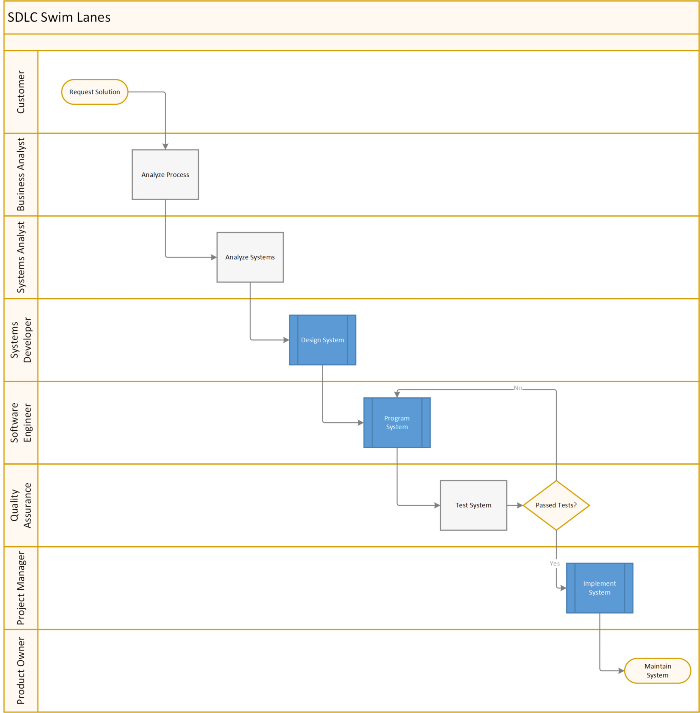 SDLC Swim Lanes
Customer
Request Solution
Business Analyst
Analyze Process
Systems Analyst
Analyze Systems
Systems
Developer
Design System
Software
Engineer
No
Program
System
Quality
Assurance
Test System
Passed Tests?
Project Manager
Yes
Implement
System
Product Owner
Maintain
System